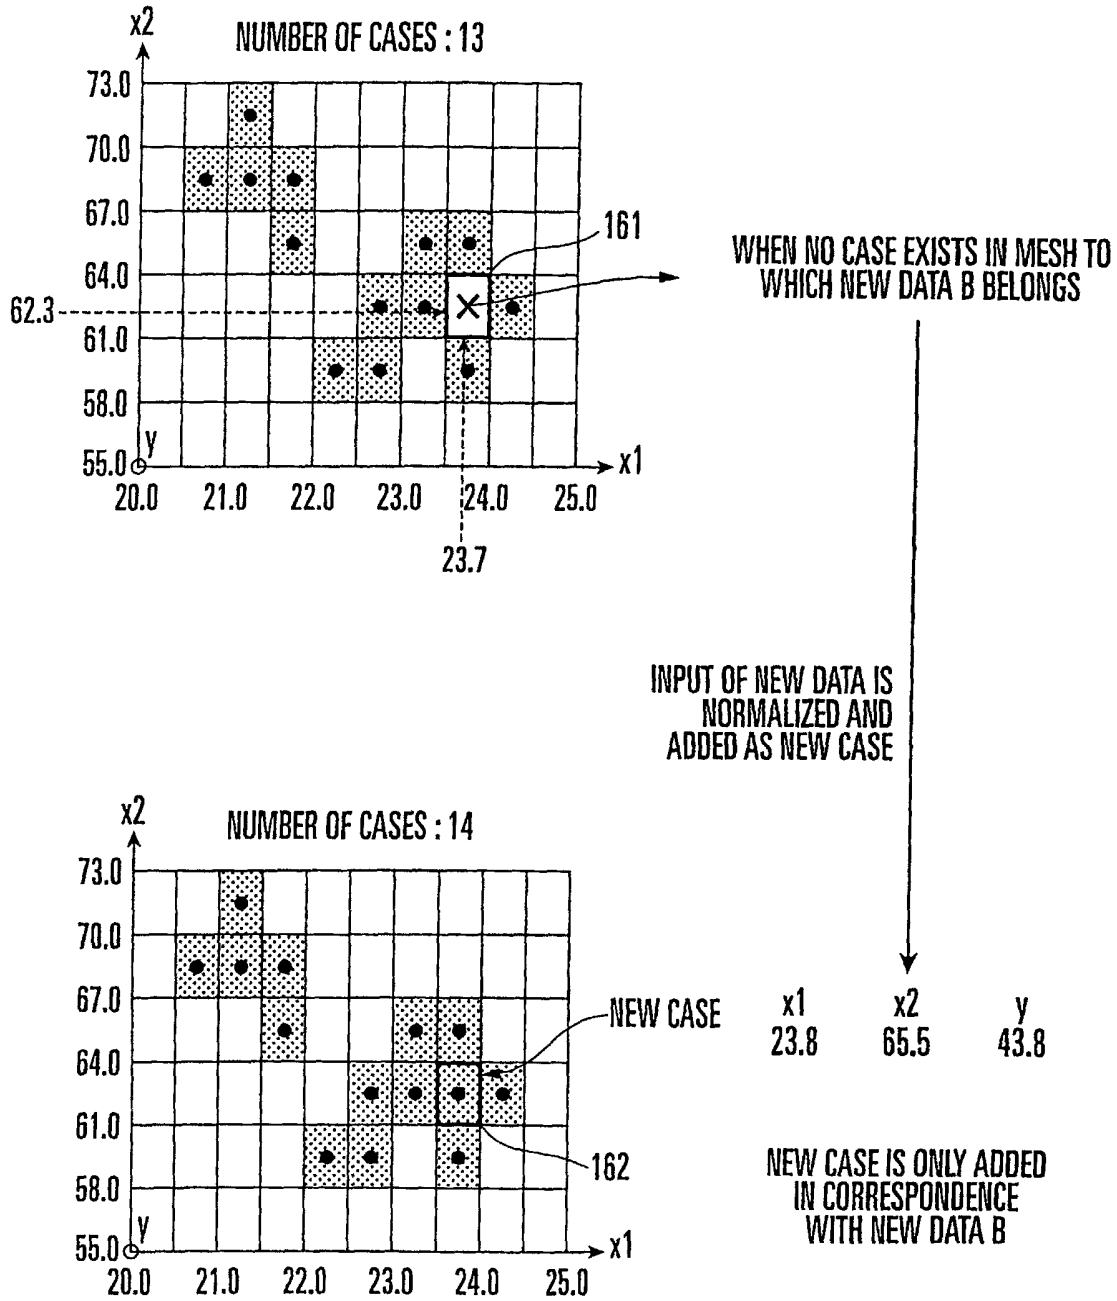 x2
NUMBER OF CASES : 13
73.0
70.0
67.0
161
64.0
WHEN NO CASE EXISTS IN MESH TO
WHICH NEW DATA B BELONGS
62.3
61.0
58.0
y
55.0
x1
20.0 21.0 22.0 23.0 24.0 25.0
23.7
INPUT OF NEW DATA IS
NORMALIZED AND
ADDED AS NEW CASE
x2
NUMBER OF CASES : 14
73.0
70.0
67.0
NEW CASE
x1 x2 y
23.8 65.5 43.8
64.0
61.0
162
58.0
NEW CASE IS ONLY ADDED
IN CORRESPONDENCE
WITH NEW DATA B
y
55.0
x1
20.0 21.0 22.0 23.0 24.0 25.0